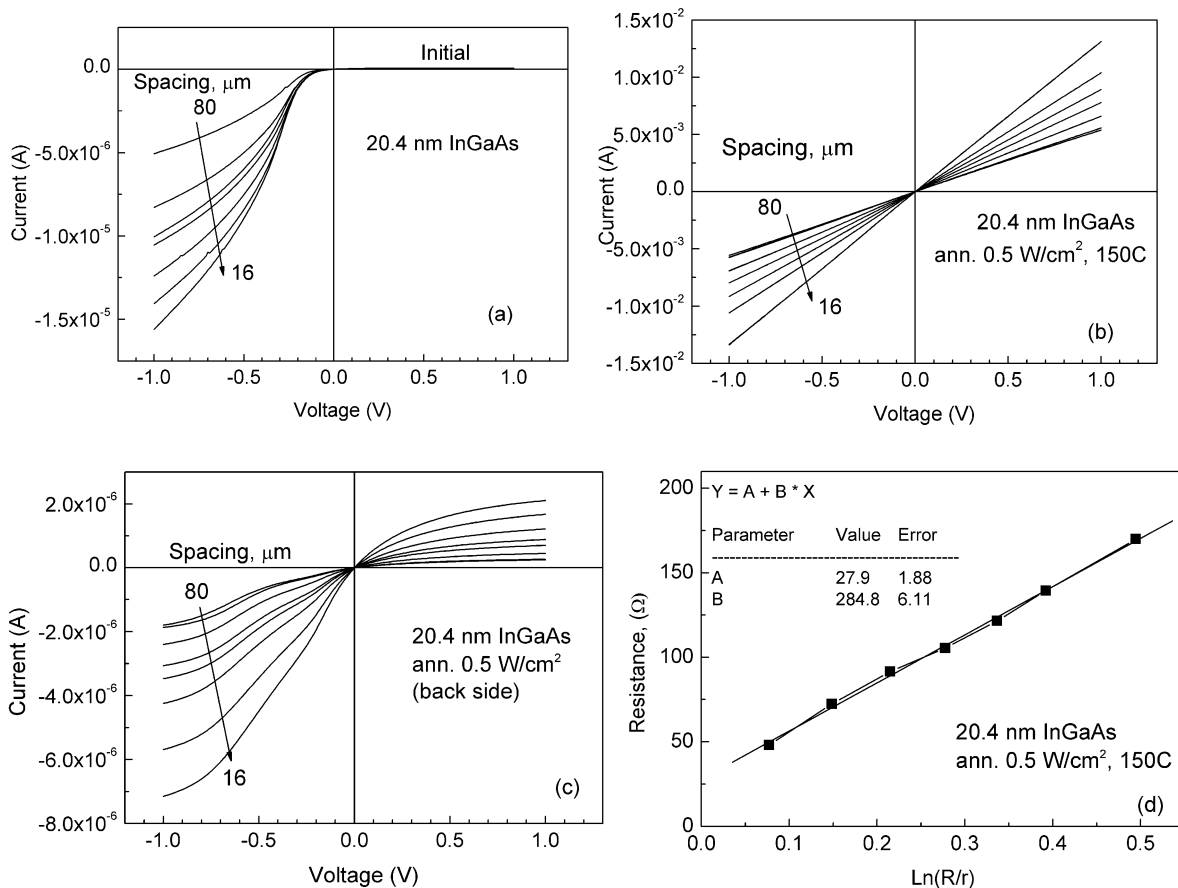 Initial
0.0
Spacing, μm
80
-5.0x10⁻⁶
-1.0x10⁻⁵
-1.5x10⁻⁵
Current (A)
20.4 nm InGaAs
16
(a)
-1.0
-0.5
0.0
0.5
1.0
Voltage (V)
1.5x10⁻²
1.0x10⁻²
5.0x10⁻³
0.0
-5.0x10⁻³
-1.0x10⁻²
-1.5x10⁻²
Current (A)
Spacing, μm
80
16
20.4 nm InGaAs
ann. 0.5 W/cm², 150C
(b)
-1.0
-0.5
0.0
0.5
1.0
Voltage (V)
2.0x10⁻⁶
0.0
-2.0x10⁻⁶
-4.0x10⁻⁶
-6.0x10⁻⁶
-8.0x10⁻⁶
Current (A)
Spacing, μm
80
16
20.4 nm InGaAs
ann. 0.5 W/cm²
(back side)
(c)
-1.0
-0.5
0.0
0.5
1.0
Voltage (V)
200
150
100
50
0
Resistance, (Ω)
Y = A + B * X
Parameter Value Error
------------------------------------------------------------
A 27.9 1.88
B 284.8 6.11
20.4 nm InGaAs
ann. 0.5 W/cm², 150C
(d)
0.0
0.1
0.2
0.3
0.4
0.5
Ln(R/r)